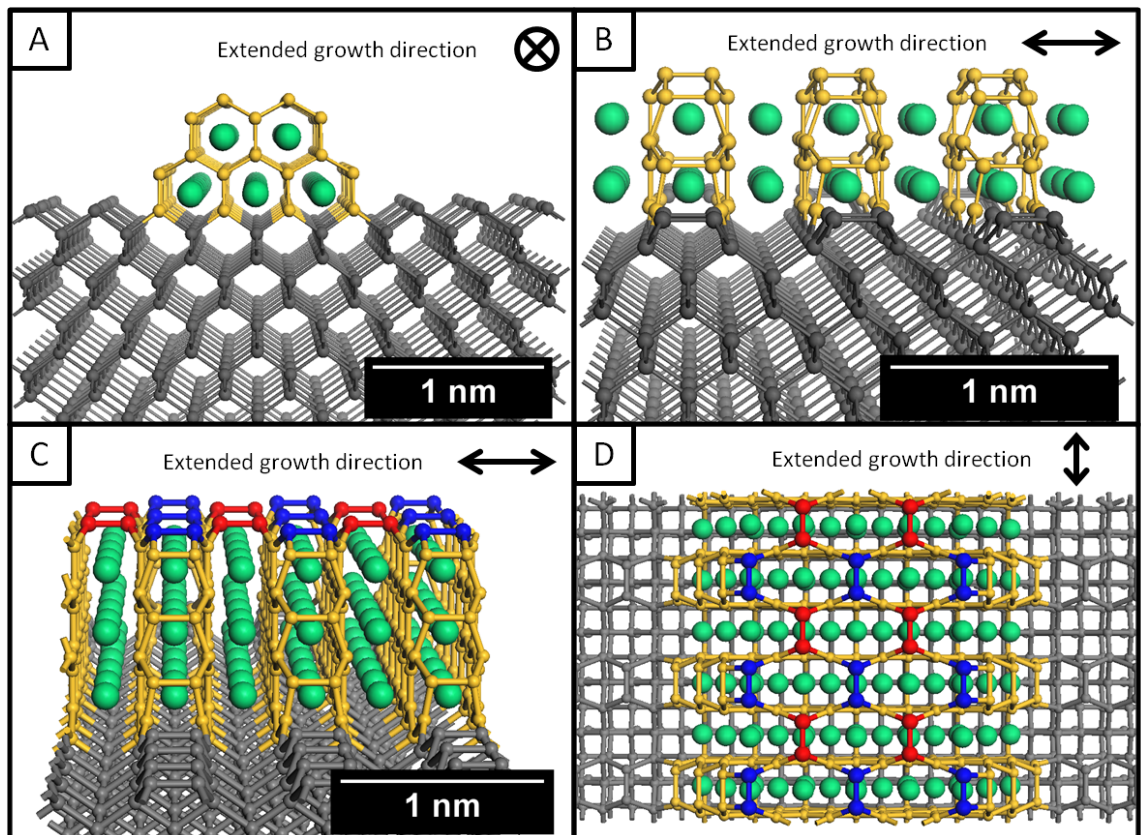 A
Extended growth direction
1 nm
B
Extended growth direction
1 nm
C
Extended growth direction
1 nm
D
Extended growth direction